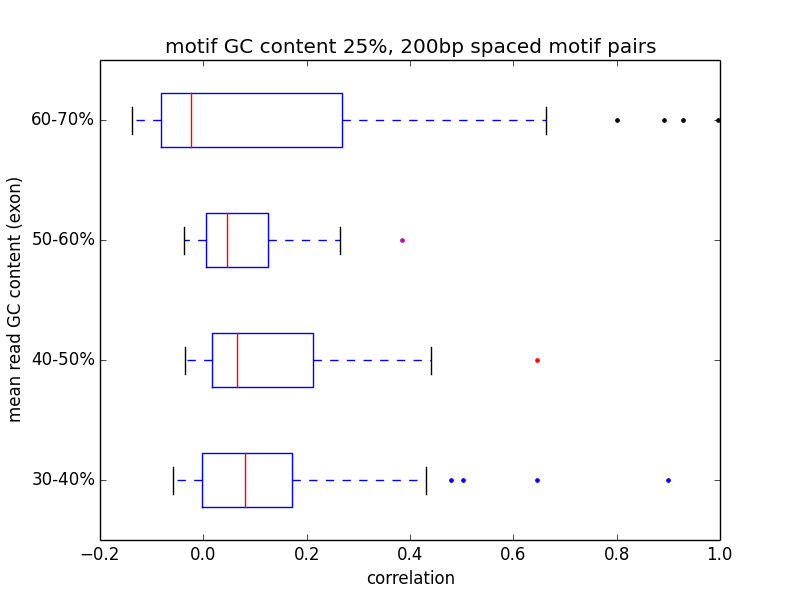 motif GC content 25%, 200bp spaced motif pairs
mean read GC content (exon)
60-70%
50-60%
40-50%
30-40%
−0.2 0.0 0.2 0.4 0.6 0.8 1.0
correlation